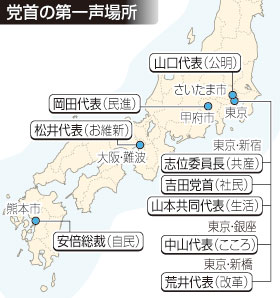 党首の第一声場所
山口代表(公明)
さいたま市
岡田代表(民進)
東京
甲府市
松井代表(お維新)
大阪・難波
東京・新宿
志位委員長(共産)
吉田党首(社民)
山本共同代表(生活)
熊本市
東京・銀座
安倍総裁(自民)
中山代表(こころ)
東京・新橋
荒井代表(改革)